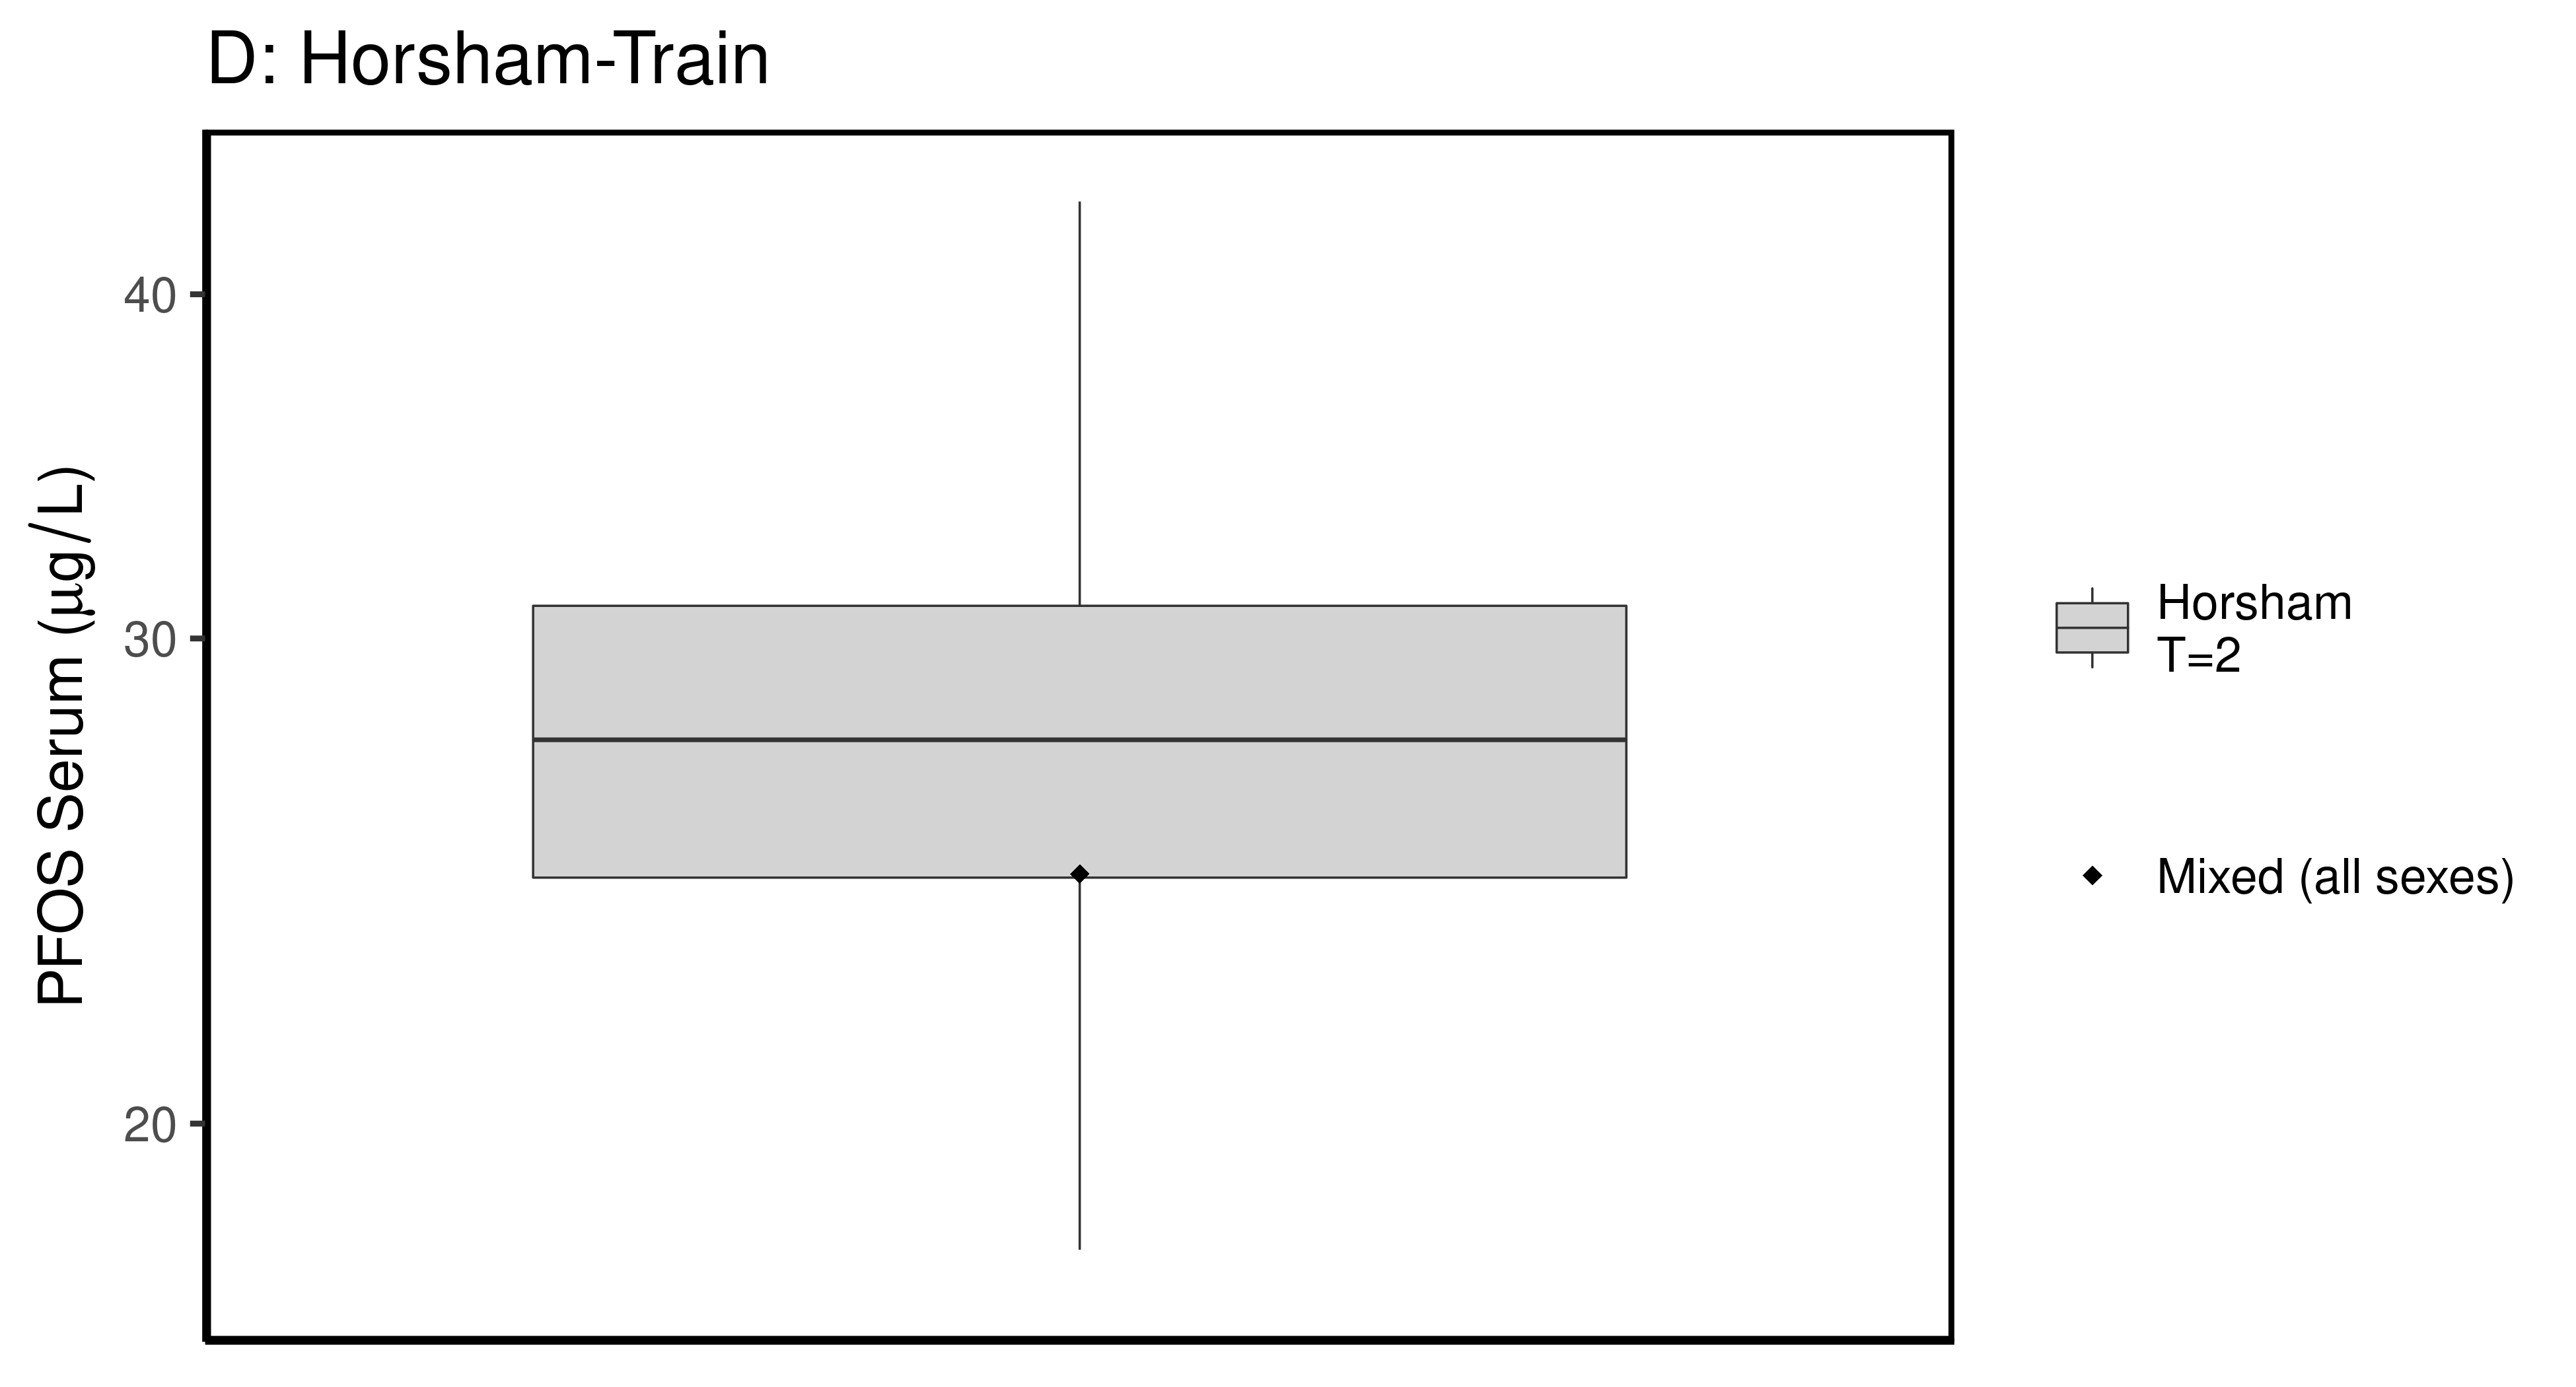 D: Horsham-Train
PFOS Serum (μg/L)
40
30
20
Horsham
T=2
Mixed (all sexes)